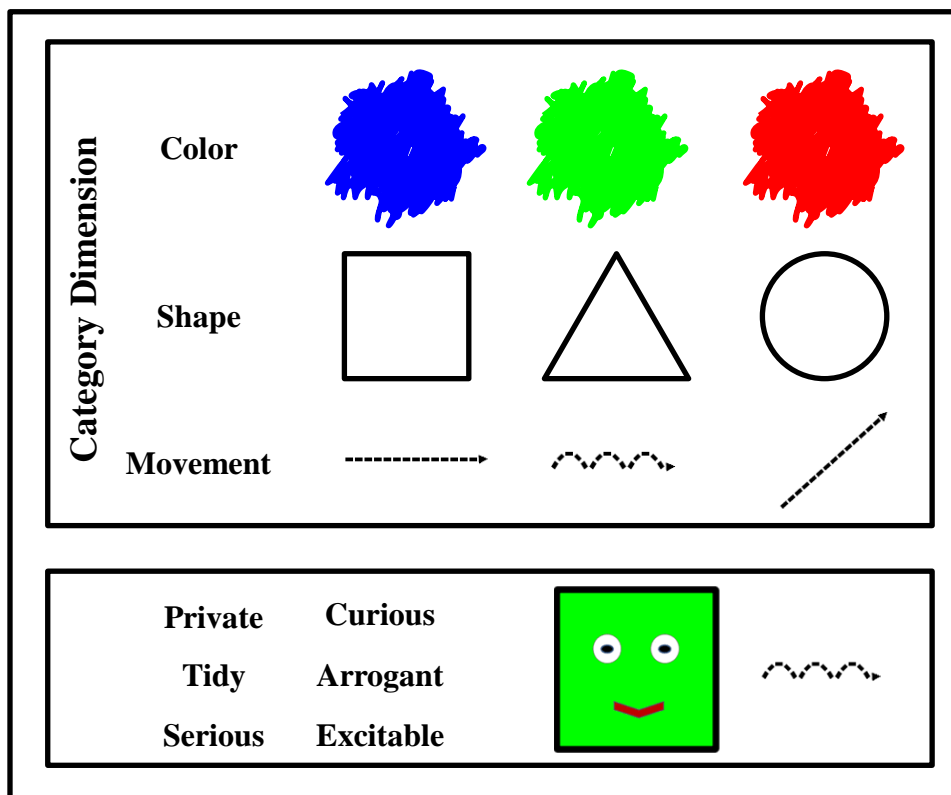 Category Dimension
Color
Shape
Movement
Private Curious
Tidy Arrogant
Serious Excitable